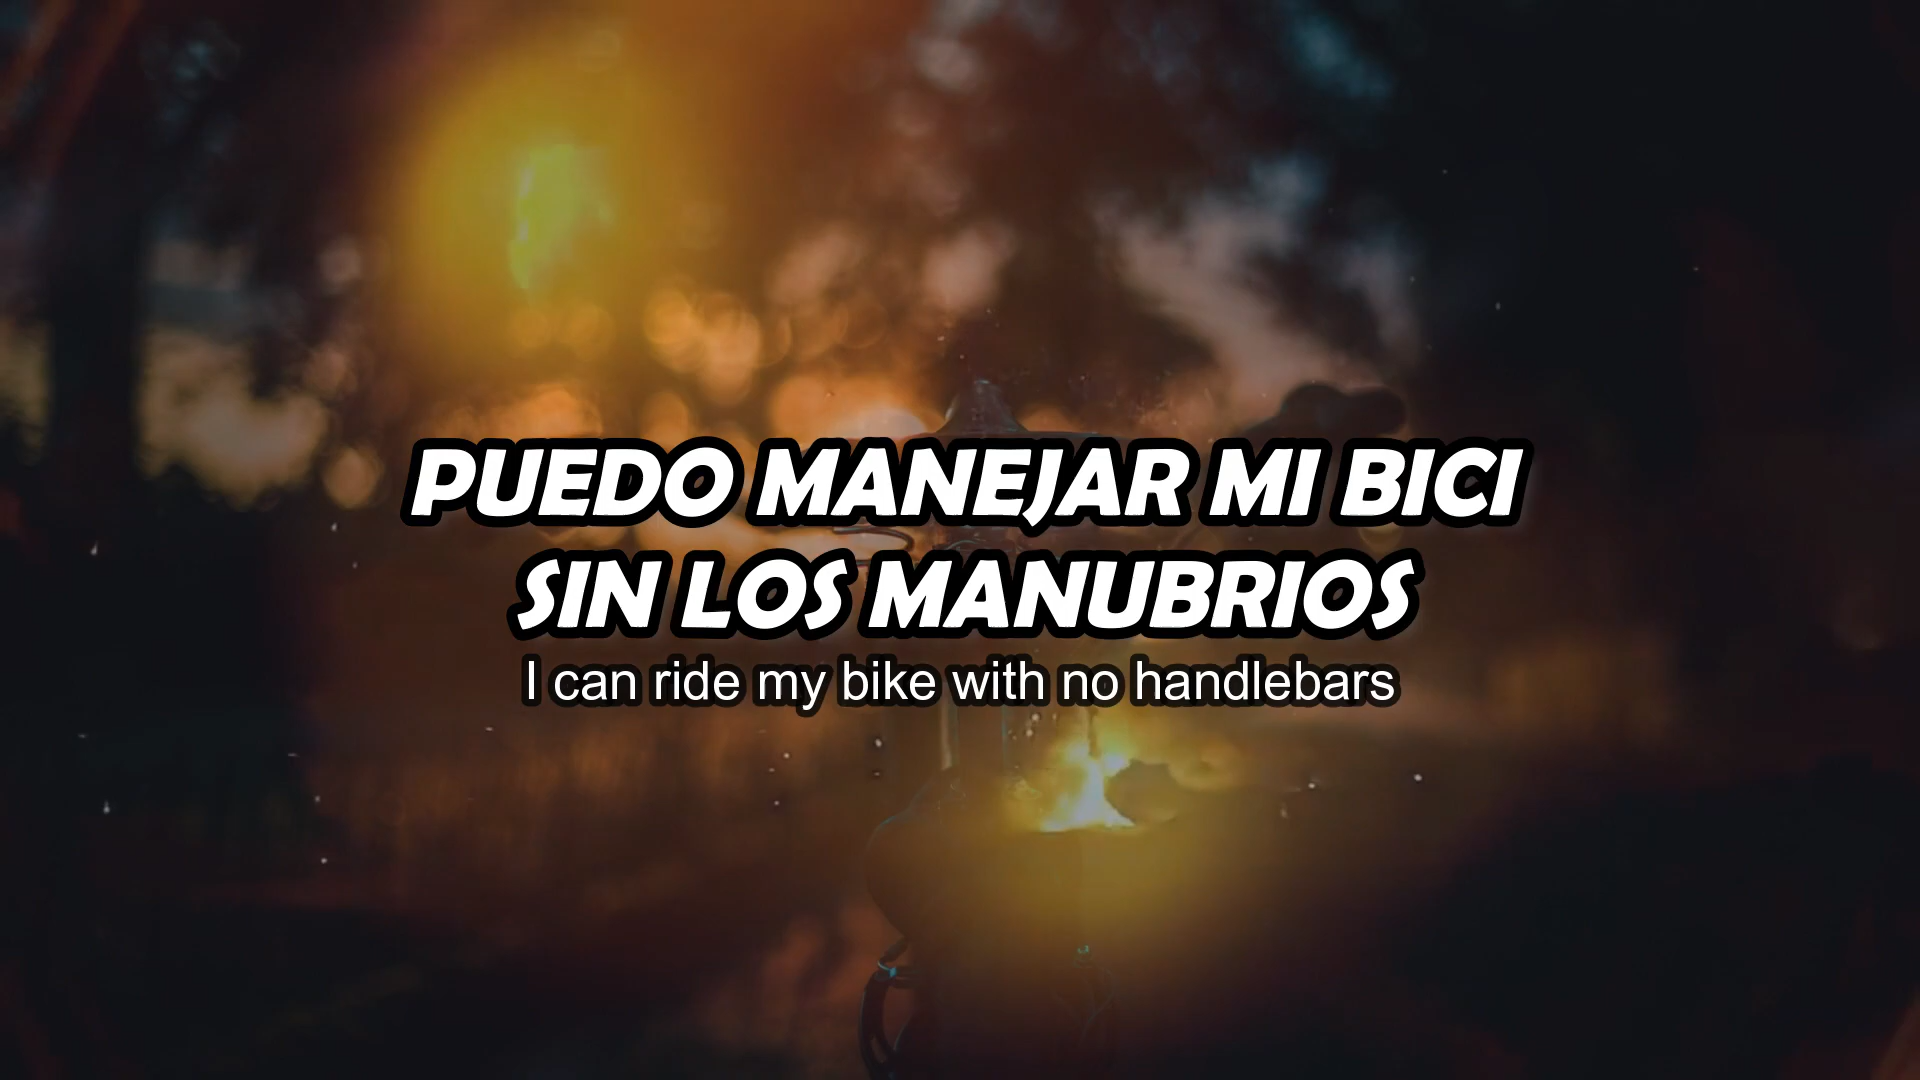 PUEDO MANEJAR MI BICI
SIN LOS MANUBRIOS
I can ride my bike with no handlebars